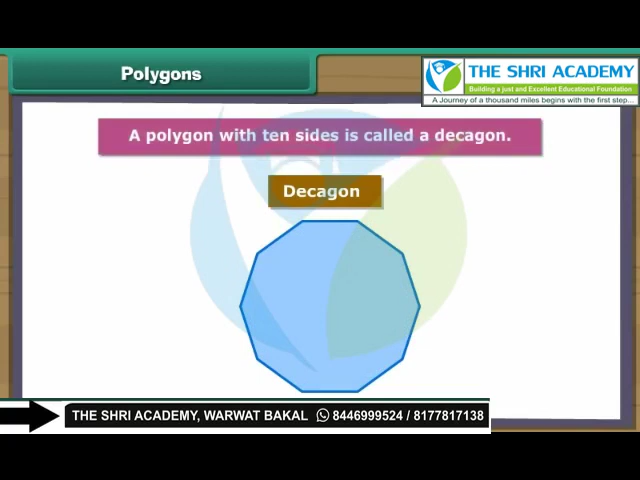 Polygons
THE SHRI ACADEMY
Building a just and Excellent Educational Foundation
A Journey of a thousand miles begins with the first step...
A polygon with ten sides is called a decagon.
Decagon
THE SHRI ACADEMY, WARWAT BAKAL 8446999524 / 8177817138